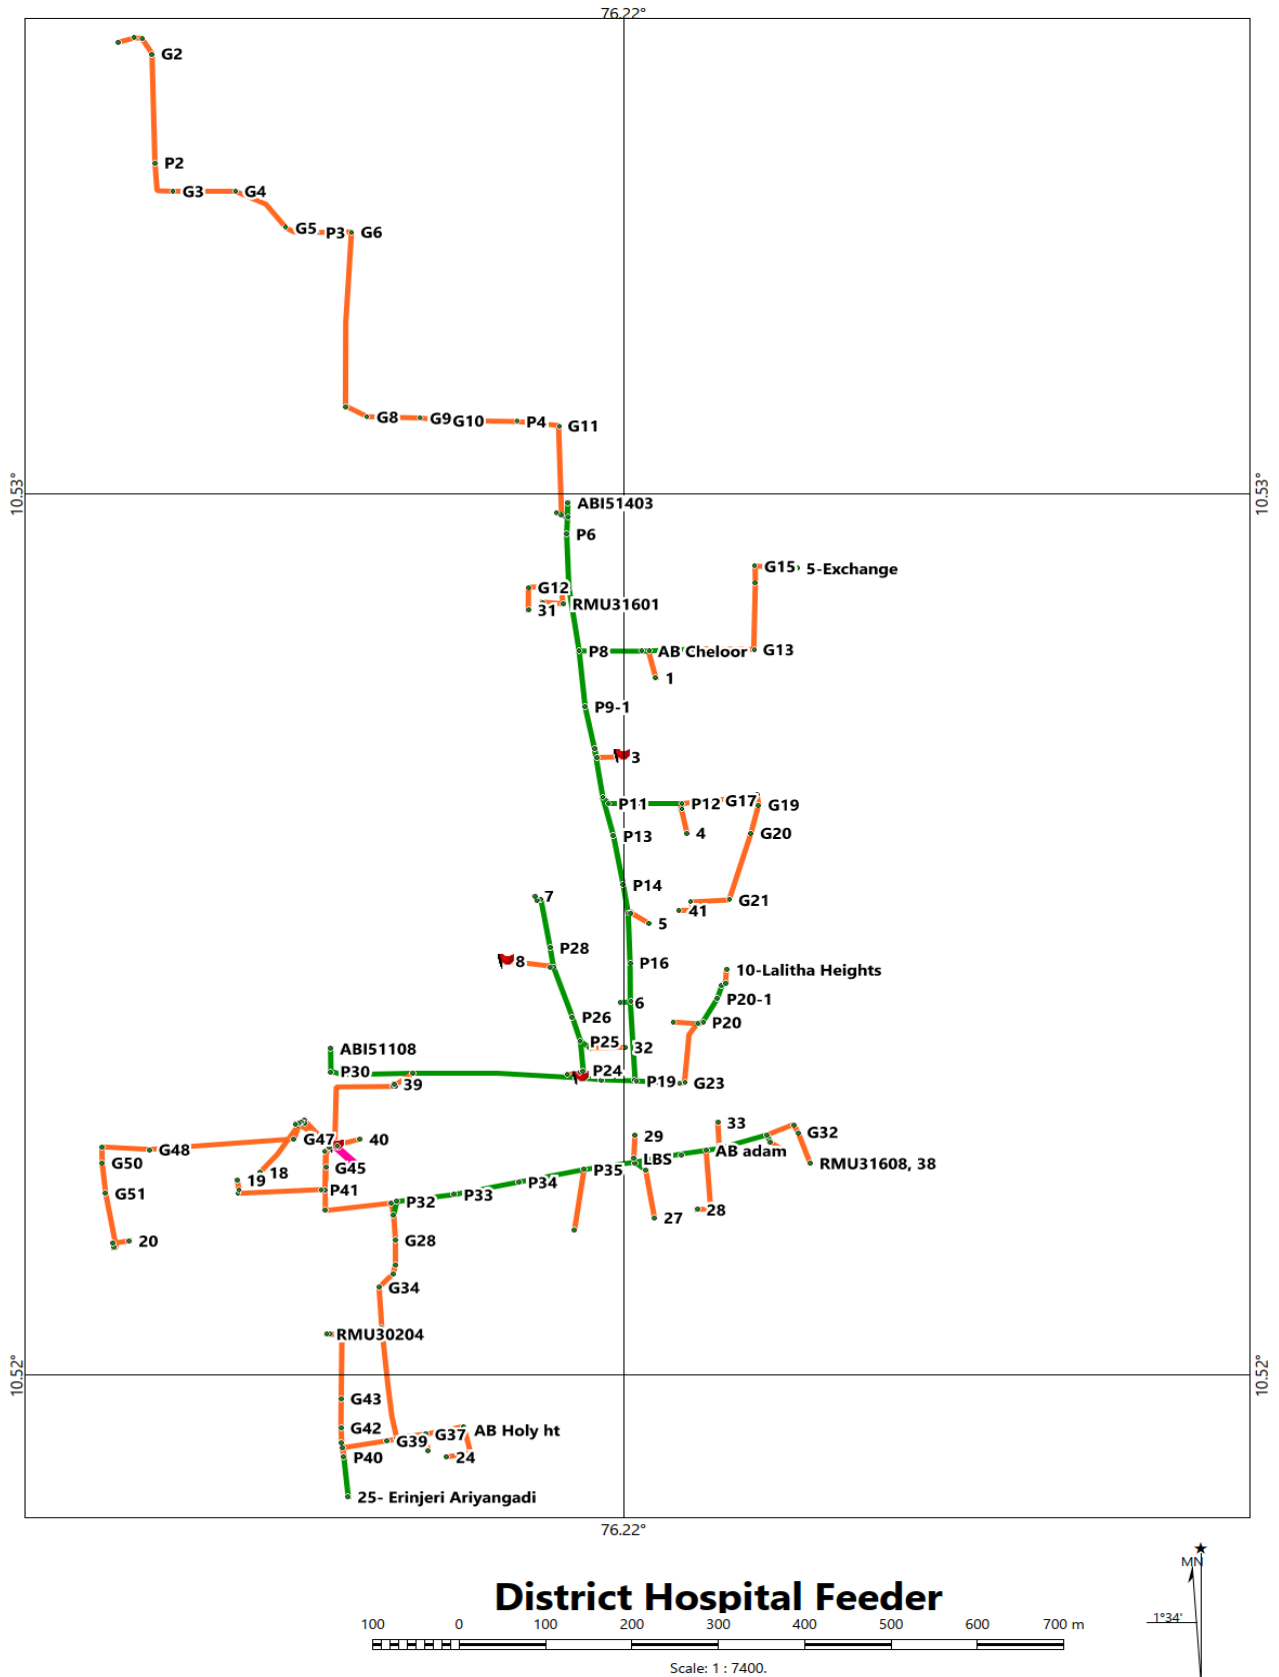 76.22°
G2
P2
G3
G4
G5
P3
G6
G8
G9
G10
P4
G11
10.53°
10.53°
ABI51403
P6
G12
31
RMU31601
G15
5-Exchange
P8
AB Cheloor
G13
1
P9-1
3
P11
P12
G17
G19
P13
4
G20
P14
7
G21
41
5
P28
8
P16
10-Lalitha Heights
6
P20-1
P26
P20
P25
32
ABI51108
P30
39
P24
P19
G23
G47
40
G48
29
33
G32
G50
G45
18
19
LBS
AB adam
RMU31608, 38
G51
P41
P35
P34
P33
P32
27
28
20
G28
G34
RMU30204
10.52°
10.52°
G43
G42
G39
G37
AB Holy ht
P40
24
25- Erinjeri Ariyangadi
76.22°
MN
1°34'
District Hospital Feeder
100 0 100 200 300 400 500 600 700 m
Scale: 1 : 7400.